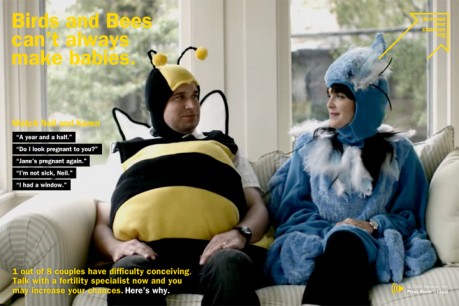 Birds and Bees
can't always
make babies.
"A year and a half."
"Do I look pregnant to you?"
"Jane's pregnant again."
"I'm not sick, Neil."
"I had a window."
1 out of 8 couples have difficulty conceiving.
Talk with a fertility specialist now and you
may increase your chances. Here's why.